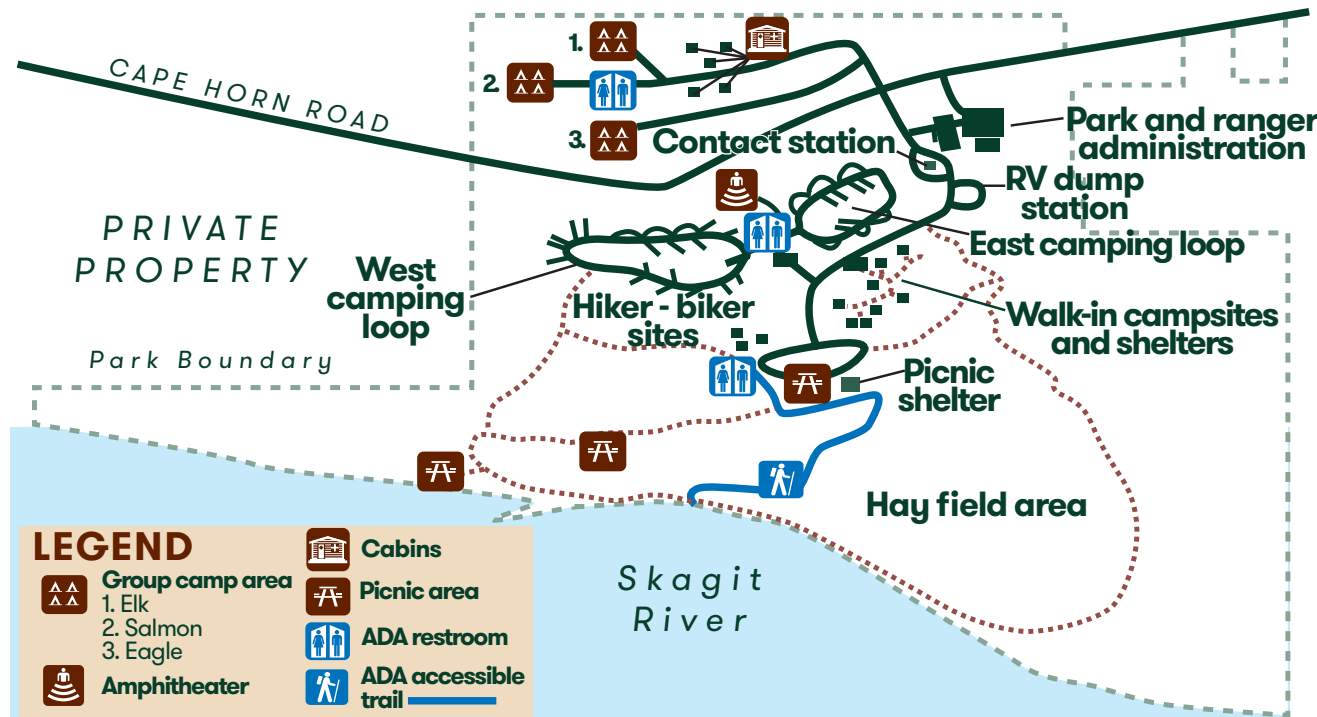 1.
2.
3.
CAPE HORN ROAD
Contact station
Park and ranger
administration
RV dump
station
East camping loop
PRIVATE
PROPERTY
West
camping
loop
Hiker - biker
sites
Walk-in campsites
and shelters
Park Boundary
Picnic
shelter
Hay field area
Skagit
River
LEGEND
Group camp area
1. Elk
2. Salmon
3. Eagle
Amphitheater
Cabins
Picnic area
ADA restroom
ADA accessible
trail